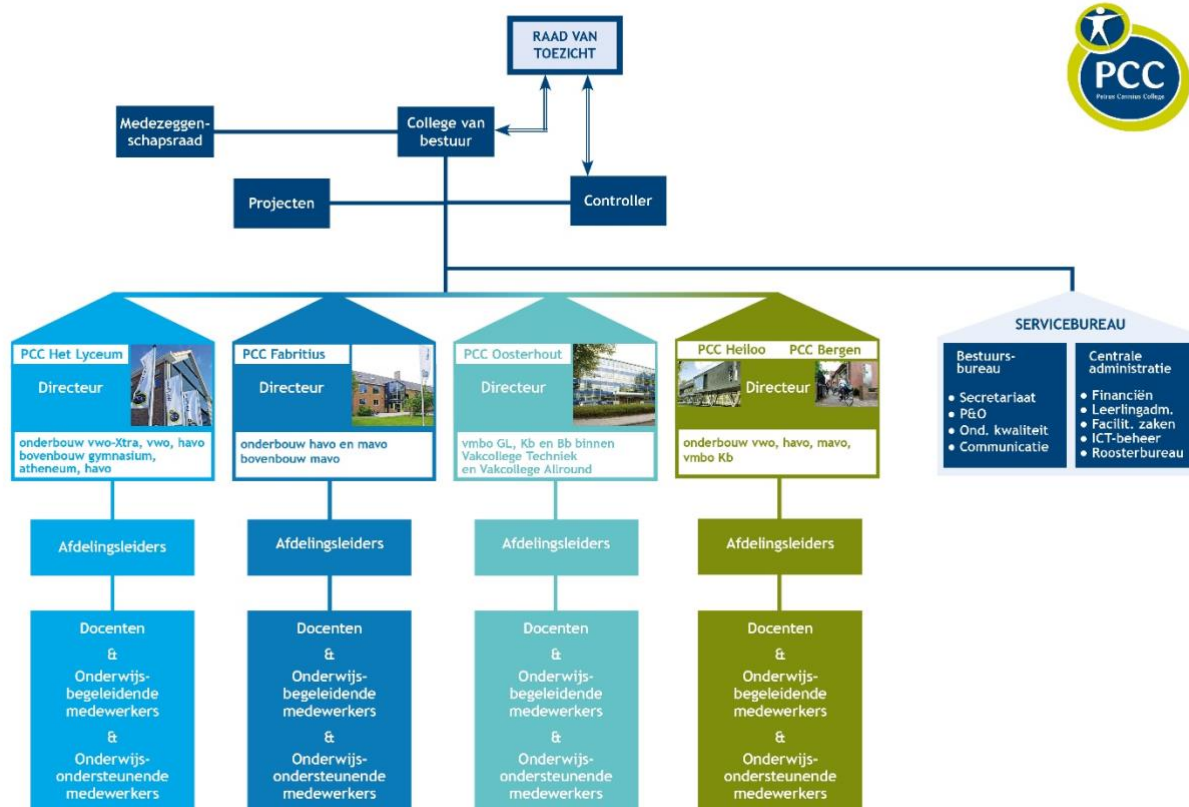 RAAD VAN
TOEZICHT
PCC
Petrus Canisius College
Medezeggen-
schapsraad
College van
bestuur
Projecten
Controller
PCC Het Lyceum
Directeur
onderbouw vwo-Xtra, vwo, havo
bovenbouw gymnasium,
atheneum, havo
Afdelingsleiders
Docenten
&
Onderwijs-
begeleidende
medewerkers
&
Onderwijs-
ondersteunende
medewerkers
PCC Fabritius
Directeur
onderbouw havo en mavo
bovenbouw mavo
Afdelingsleiders
Docenten
&
Onderwijs-
begeleidende
medewerkers
&
Onderwijs-
ondersteunende
medewerkers
PCC Oosterhout
Directeur
vmbo GL, Kb en Bb binnen
Vakcollege Techniek
en Vakcollege Allround
Afdelingsleiders
Docenten
&
Onderwijs-
begeleidende
medewerkers
&
Onderwijs-
ondersteunende
medewerkers
PCC Heiloo PCC Bergen
Directeur
onderbouw vwo, havo, mavo,
vmbo Kb
Afdelingsleiders
Docenten
&
Onderwijs-
begeleidende
medewerkers
&
Onderwijs-
ondersteunende
medewerkers
SERVICEBUREAU
Bestuurs-
bureau
• Secretariaat
• P&O
• Ond. kwaliteit
• Communicatie
Centrale
administratie
• Financiën
• Leerlingadm.
• Facilit. zaken
• ICT-beheer
• Roosterbureau